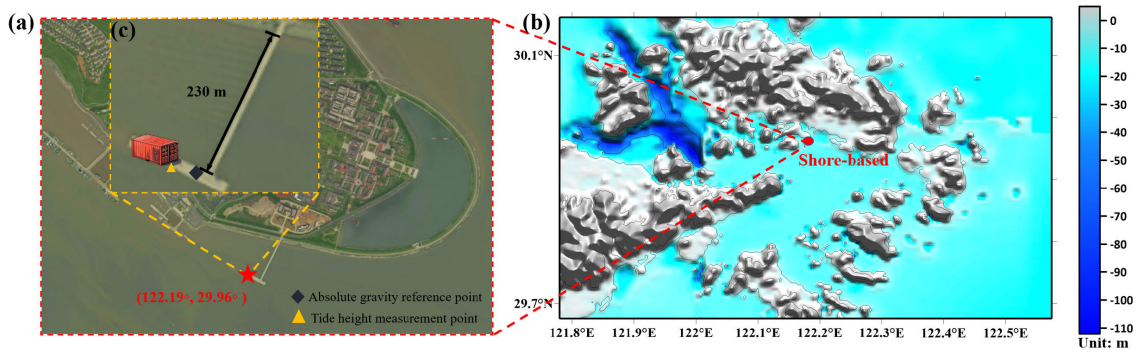 (a)
(c)
230 m
(122.19°, 29.96°)
Absolute gravity reference point
Tide height measurement point
(b)
30.1°N
29.7°N
Shore-based
121.8°E
121.9°E
122°E
122.1°E
122.2°E
122.3°E
122.4°E
122.5°E
0
-10
-20
-30
-40
-50
-60
-70
-80
-90
-100
-110
Unit: m